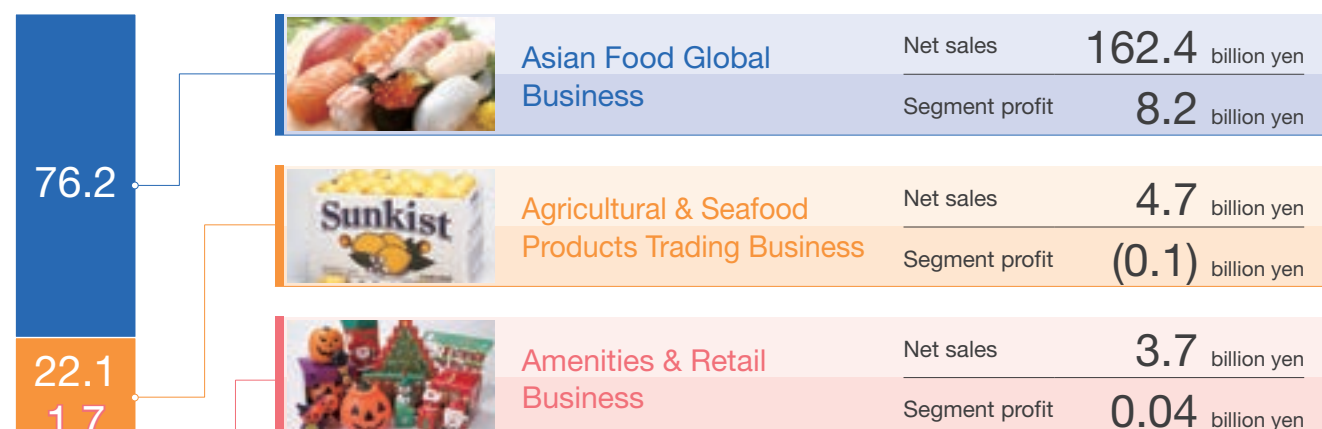 76.2
22.1
1.7
Asian Food Global
Business
Net sales 162.4 billion yen
Segment profit 8.2 billion yen
Sunkist
Agricultural & Seafood
Products Trading Business
Net sales 4.7 billion yen
Segment profit (0.1) billion yen
Amenities & Retail
Business
Net sales 3.7 billion yen
Segment profit 0.04 billion yen